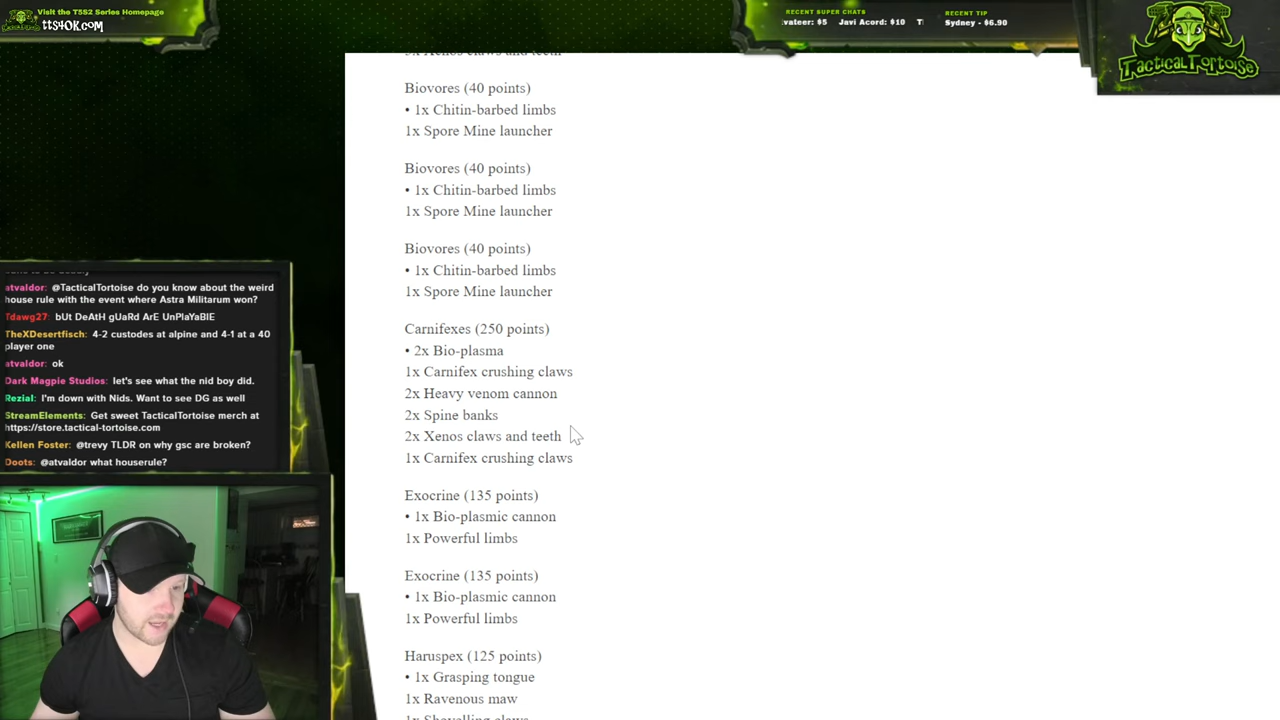 Visit the TTS2 Series Homepage
tts40k.com
RECENT SUPER CHATS
vateer: $5 Javi Acord: $10
RECENT TIP
Sydney - $6.90
TacticalTortoise
Biovores (40 points)
• 1x Chitin-barbed limbs
1x Spore Mine launcher
Biovores (40 points)
• 1x Chitin-barbed limbs
1x Spore Mine launcher
Biovores (40 points)
• 1x Chitin-barbed limbs
1x Spore Mine launcher
Carnifexes (250 points)
• 2x Bio-plasma
1x Carnifex crushing claws
2x Heavy venom cannon
2x Spine banks
2x Xenos claws and teeth
1x Carnifex crushing claws
Exocrine (135 points)
• 1x Bio-plasmic cannon
1x Powerful limbs
Exocrine (135 points)
• 1x Bio-plasmic cannon
1x Powerful limbs
Haruspex (125 points)
• 1x Grasping tongue
1x Ravenous maw
1x Shovelling claws
atvaldor: @TacticalTortoise do you know about the weird
house rule with the event where Astra Militarum won?
Tdawg27: bUt DeAtH gUaRd ArE UnPlaYaBlE
TheXDesertfisch: 4-2 custodes at alpine and 4-1 at a 40
player one
atvaldor: ok
Dark Magpie Studios: let's see what the nid boy did.
Rezial: I'm down with Nids. Want to see DG as well
StreamElements: Get sweet TacticalTortoise merch at
https://store.tactical-tortoise.com
Kellen Foster: @trevy TLDR on why gsc are broken?
Doots: @atvaldor what houserule?